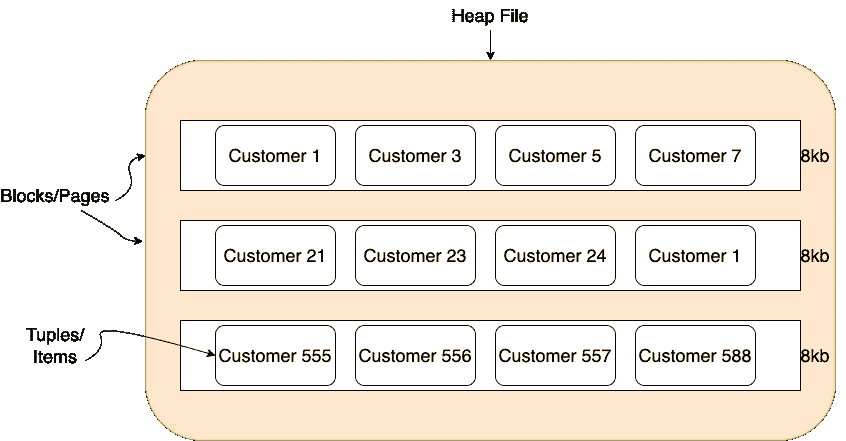 Heap File
Customer 1
Customer 3
Customer 5
Customer 7
8kb
Blocks/Pages
Customer 21
Customer 23
Customer 24
Customer 1
8kb
Tuples/
Items
Customer 555
Customer 556
Customer 557
Customer 588
8kb